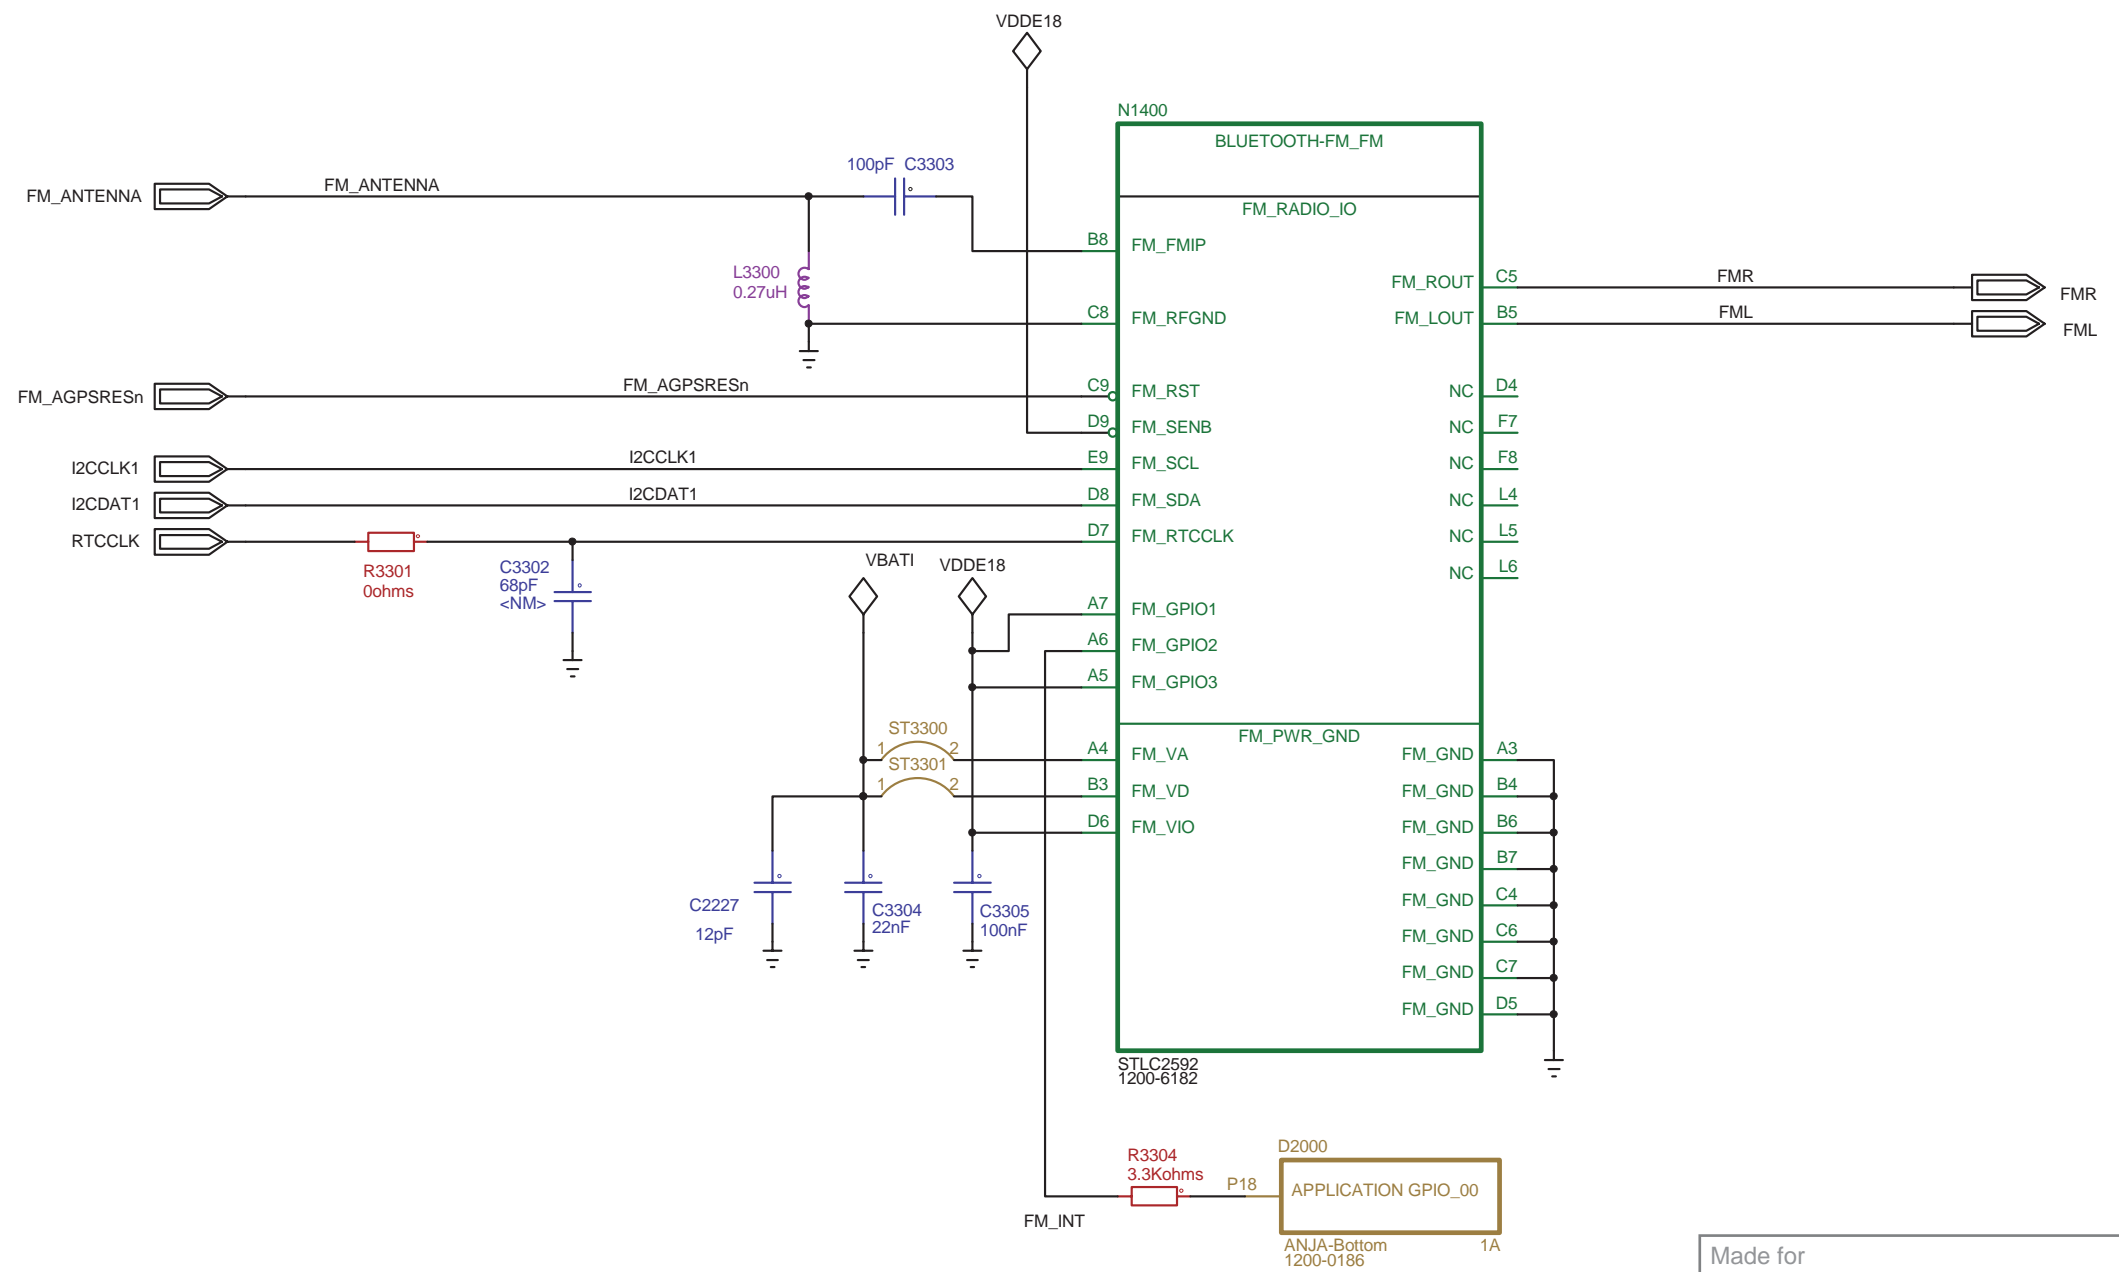 VDDE18
N1400
BLUETOOTH-FM_FM
100pF C3303
FM_ANTENNA
FM_ANTENNA
FM_RADIO_IO
B8 FM_FMIP
L3300
0.27uH
FM_ROUT C5 FMR
FMR
C8 FM_RFGND
FM_LOUT B5 FML
FML
FM_AGPSRESn
FM_AGPSRESn
C9 FM_RST
NC D4
D9 FM_SENB
NC F7
I2CCLK1
I2CCLK1
E9 FM_SCL
NC F8
I2CDAT1
I2CDAT1
D8 FM_SDA
NC L4
RTCCLK
D7 FM_RTCCLK
NC L5
R3301
0ohms
C3302
68pF
<NM>
VBATI
VDDE18
NC L6
A7 FM_GPIO1
A6 FM_GPIO2
A5 FM_GPIO3
FM_PWR_GND
ST3300
1 2
A4 FM_VA
FM_GND A3
ST3301
1 2
B3 FM_VD
FM_GND B4
D6 FM_VIO
FM_GND B6
FM_GND B7
FM_GND C4
FM_GND C6
FM_GND C7
FM_GND D5
C2227
12pF
C3304
22nF
C3305
100nF
STLC2592
1200-6182
R3304
3.3Kohms
FM_INT
D2000
P18
APPLICATION GPIO_00
ANJA-Bottom 1A
1200-0186
Made for